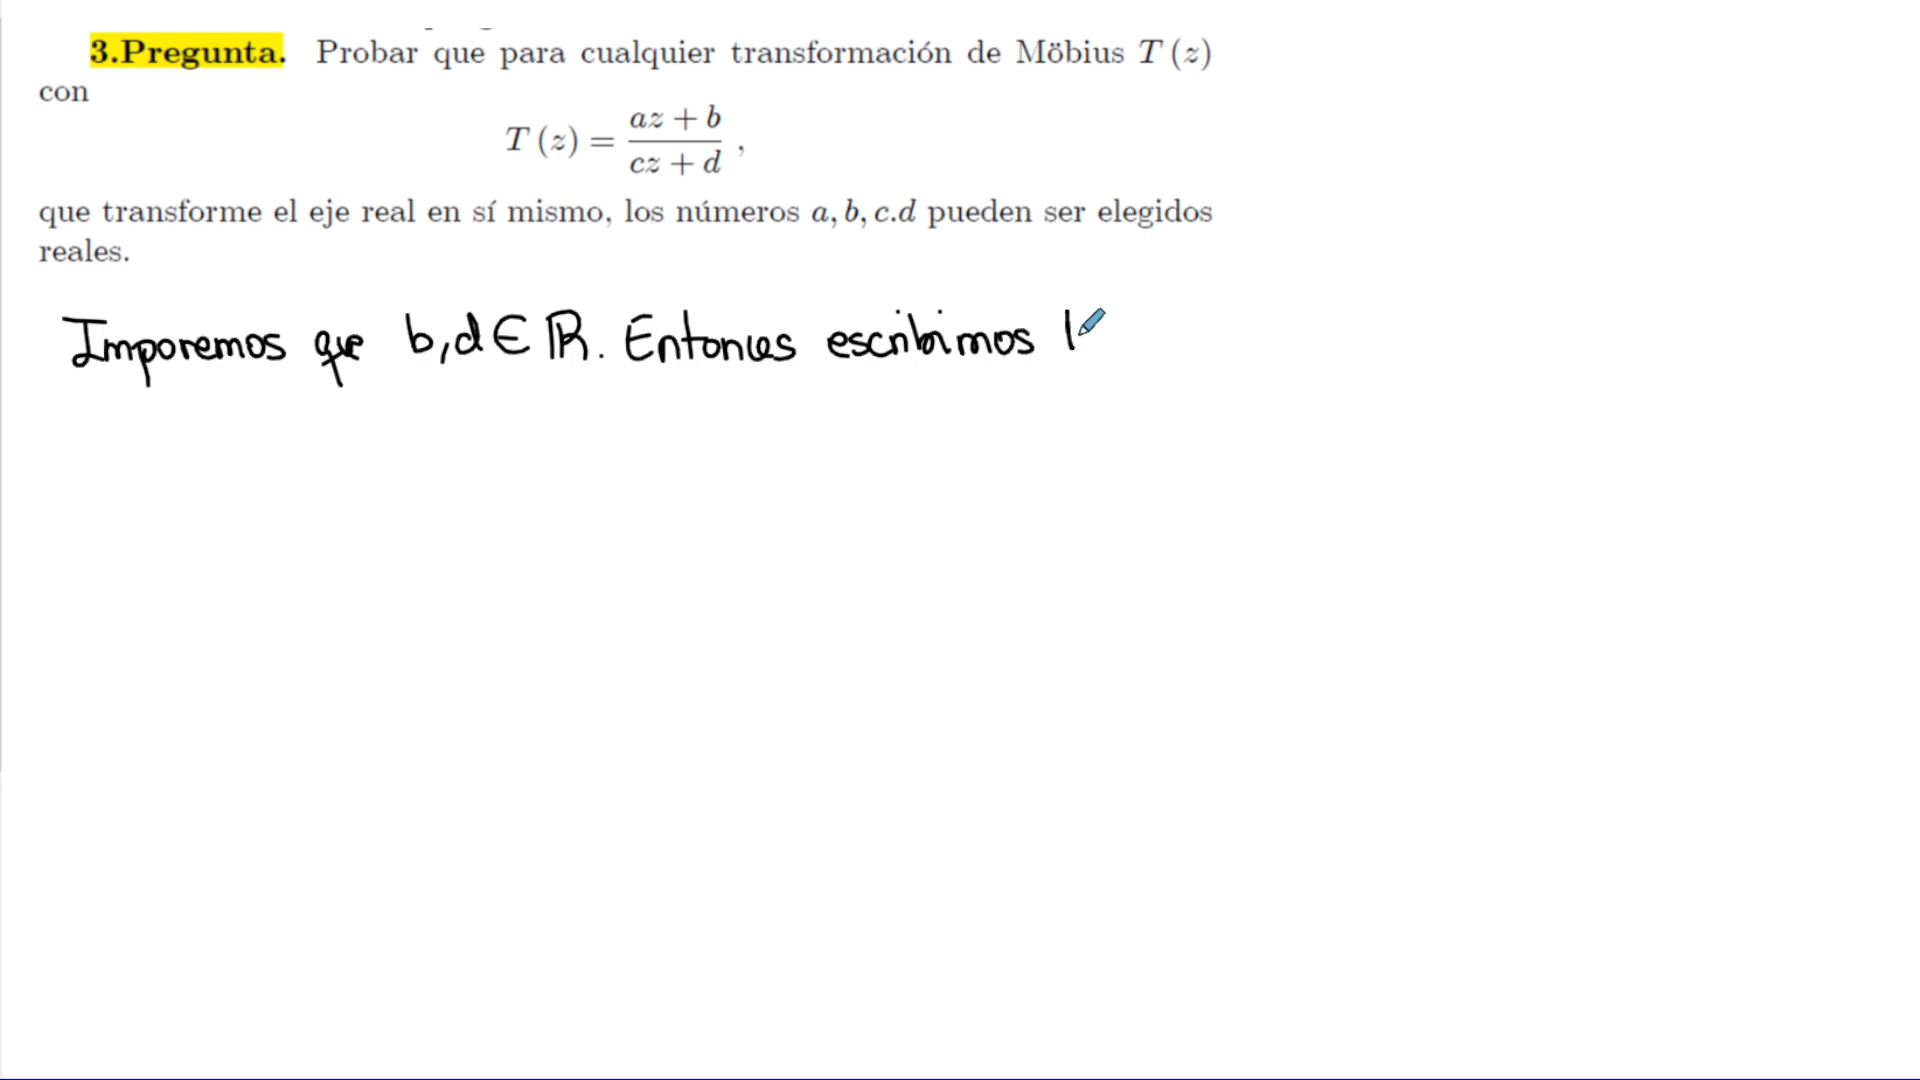 3.Pregunta. Probar que para cualquier transformación de Möbius T (z)
con
T (z) = \frac{az + b}{cz + d} ,
que transforme el eje real en sí mismo, los números a, b, c.d pueden ser elegidos
reales.
Imporemos que b,d ∈ ℝ. Entonces escribimos